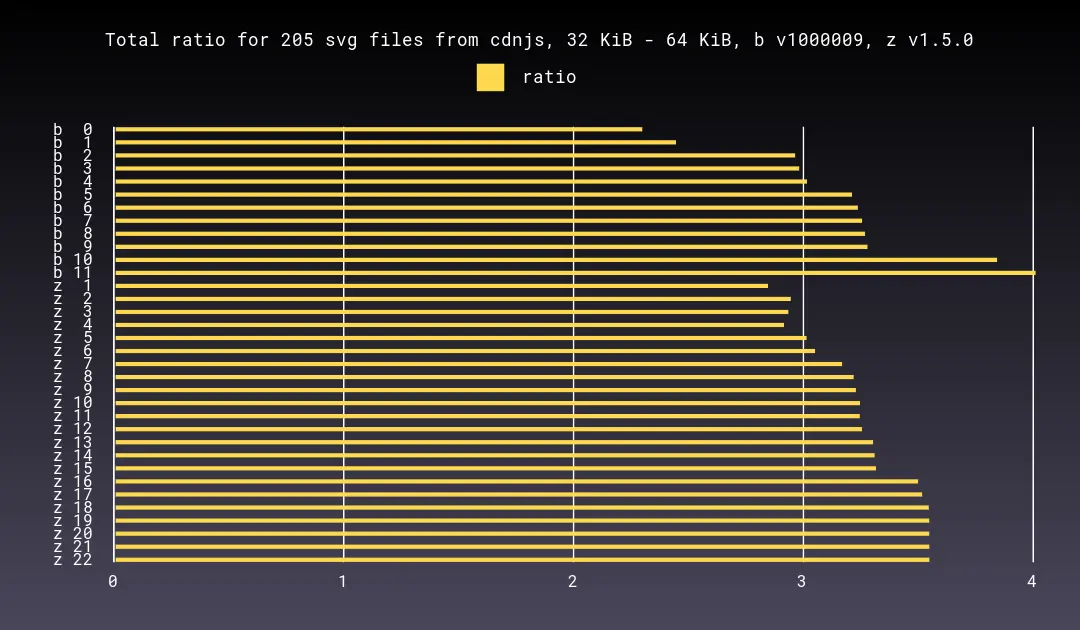 Total ratio for 205 svg files from cdnjs, 32 KiB - 64 KiB, b v1000009, z v1.5.0
ratio
b 0
b 1
b 2
b 3
b 4
b 5
b 6
b 7
b 8
b 9
b 10
b 11
z 1
z 2
z 3
z 4
z 5
z 6
z 7
z 8
z 9
z 10
z 11
z 12
z 13
z 14
z 15
z 16
z 17
z 18
z 19
z 20
z 21
z 22
0 1 2 3 4